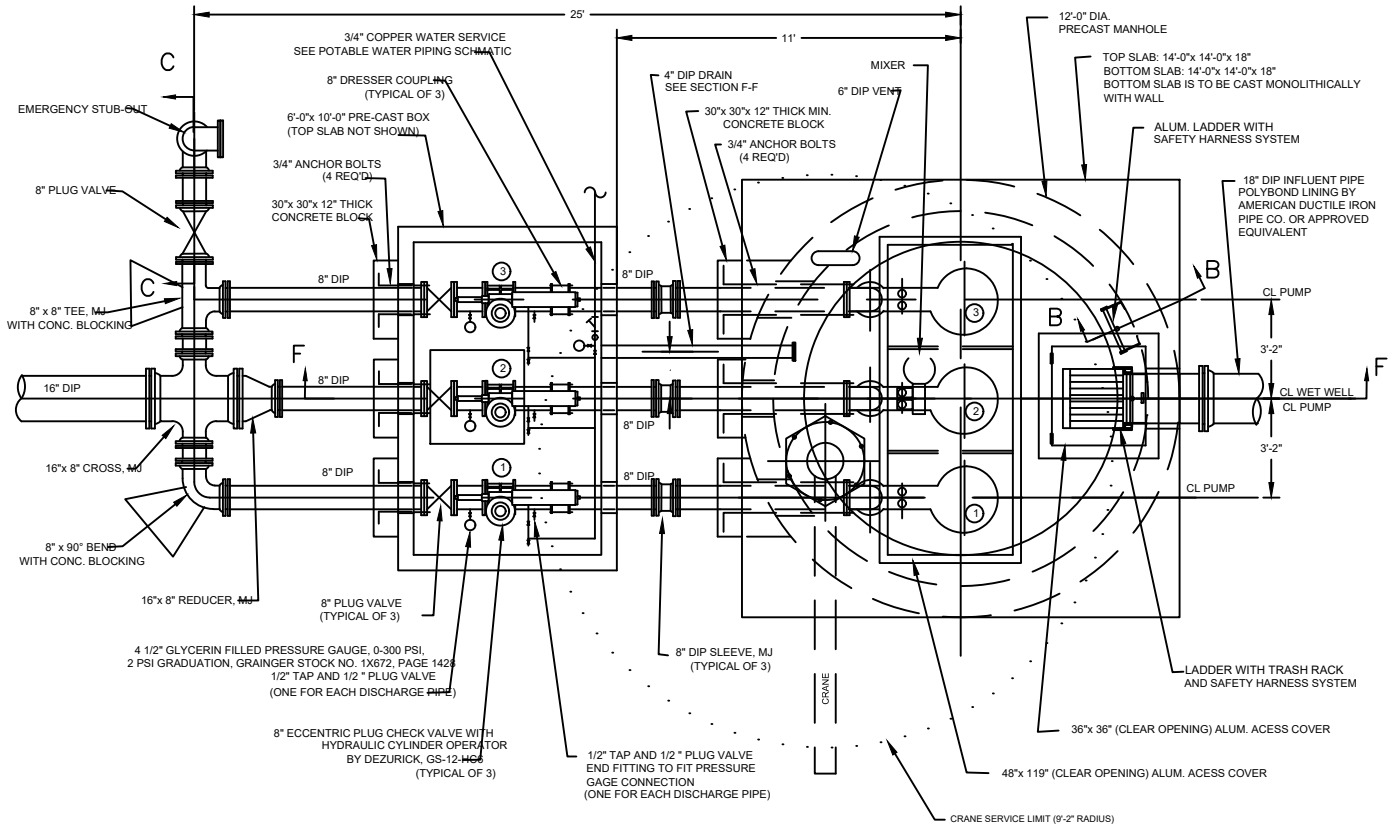 25'
12'-0" DIA.
PRECAST MANHOLE
3/4" COPPER WATER SERVICE
SEE POTABLE WATER PIPING SCHMATIC
11'
C
TOP SLAB: 14'-0"x 14'-0"x 18"
BOTTOM SLAB: 14'-0"x 14'-0"x 18"
BOTTOM SLAB IS TO BE CAST MONOLITHICALLY
WITH WALL
8" DRESSER COUPLING
(TYPICAL OF 3)
4" DIP DRAIN
SEE SECTION F-F
MIXER
6" DIP VENT
EMERGENCY STUB-OUT
6'-0"x 10'-0" PRE-CAST BOX
(TOP SLAB NOT SHOWN)
30"x 30"x 12" THICK MIN.
CONCRETE BLOCK
ALUM. LADDER WITH
SAFETY HARNESS SYSTEM
3/4" ANCHOR BOLTS
(4 REQ'D)
3/4" ANCHOR BOLTS
(4 REQ'D)
8" PLUG VALVE
18" DIP INFLUENT PIPE
POLYBOND LINING BY
AMERICAN DUCTILE IRON
PIPE CO. OR APPROVED
EQUIVALENT
30"x 30"x 12" THICK
CONCRETE BLOCK
C
8" DIP
3
8" DIP
B
CL PUMP
8" x 8" TEE, MJ
WITH CONC. BLOCKING
3
B
3'-2"
F
16" DIP
8" DIP
2
8" DIP
2
F
CL WET WELL
CL PUMP
3'-2"
16"x 8" CROSS, MJ
8" DIP
1
8" DIP
1
CL PUMP
8" x 90° BEND
WITH CONC. BLOCKING
16"x 8" REDUCER, MJ
8" PLUG VALVE
(TYPICAL OF 3)
8" DIP SLEEVE, MJ
(TYPICAL OF 3)
4 1/2" GLYCERIN FILLED PRESSURE GAUGE, 0-300 PSI,
2 PSI GRADUATION, GRAINGER STOCK NO. 1X672, PAGE 1428
1/2" TAP AND 1/2 " PLUG VALVE
(ONE FOR EACH DISCHARGE PIPE)
CRANE
LADDER WITH TRASH RACK
AND SAFETY HARNESS SYSTEM
36"x 36" (CLEAR OPENING) ALUM. ACESS COVER
8" ECCENTRIC PLUG CHECK VALVE WITH
HYDRAULIC CYLINDER OPERATOR
BY DEZURICK, GS-12-HC6
(TYPICAL OF 3)
1/2" TAP AND 1/2 " PLUG VALVE
END FITTING TO FIT PRESSURE
GAGE CONNECTION
(ONE FOR EACH DISCHARGE PIPE)
48"x 119" (CLEAR OPENING) ALUM. ACESS COVER
CRANE SERVICE LIMIT (9'-2" RADIUS)